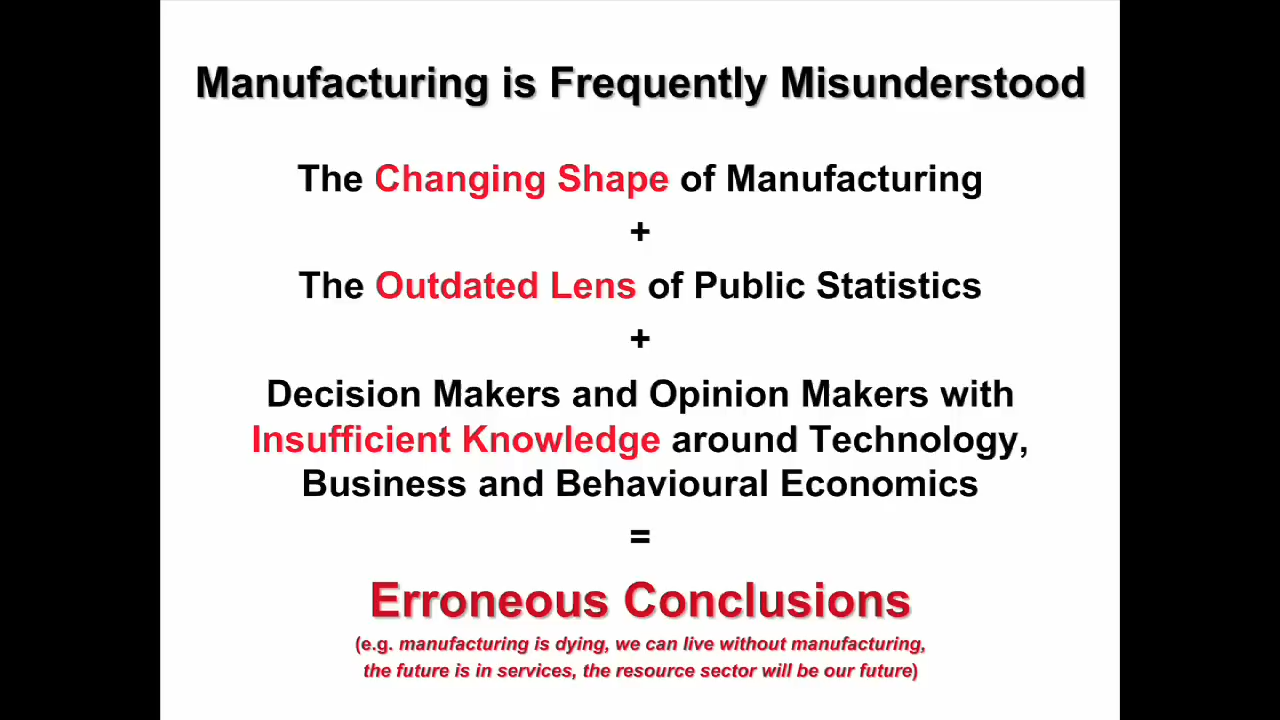 Manufacturing is Frequently Misunderstood
The Changing Shape of Manufacturing
+
The Outdated Lens of Public Statistics
+
Decision Makers and Opinion Makers with
Insufficient Knowledge around Technology,
Business and Behavioural Economics
=
Erroneous Conclusions
(e.g. manufacturing is dying, we can live without manufacturing,
the future is in services, the resource sector will be our future)